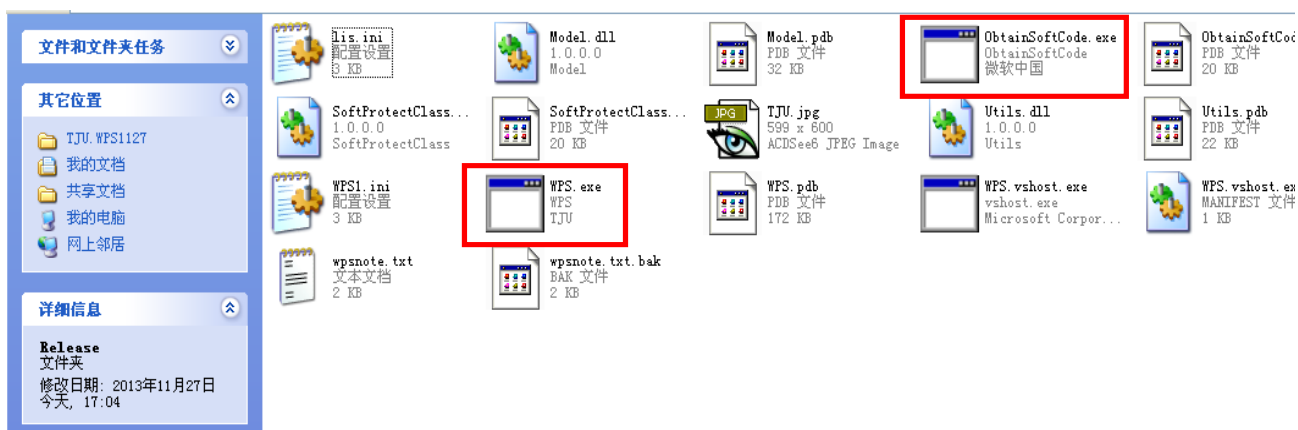 文件和文件夹任务
其它位置
TJU.WPS1127
我的文档
共享文档
我的电脑
网上邻居
详细信息
Release
文件夹
修改日期: 2013年11月27日
今天, 17:04
lis.ini
配置设置
3 KB
Model.dll
1.0.0.0
Model
Model.pdb
PDB 文件
32 KB
ObtainSoftCode.exe
ObtainSoftCode
微软中国
ObtainSoftCod
PDB 文件
20 KB
SoftProtectClass...
1.0.0.0
SoftProtectClass
SoftProtectClass...
PDB 文件
20 KB
JPG
TJU.jpg
599 x 600
ACDSee6 JPEG Image
Utils.dll
1.0.0.0
Utils
Utils.pdb
PDB 文件
22 KB
WPS1.ini
配置设置
3 KB
WPS.exe
WPS
TJU
WPS.pdb
PDB 文件
172 KB
WPS.vshost.exe
vshost.exe
Microsoft Corpor...
WPS.vshost.ex
MANIFEST 文件
1 KB
wpsnote.txt
文本文档
2 KB
wpsnote.txt.bak
BAK 文件
2 KB